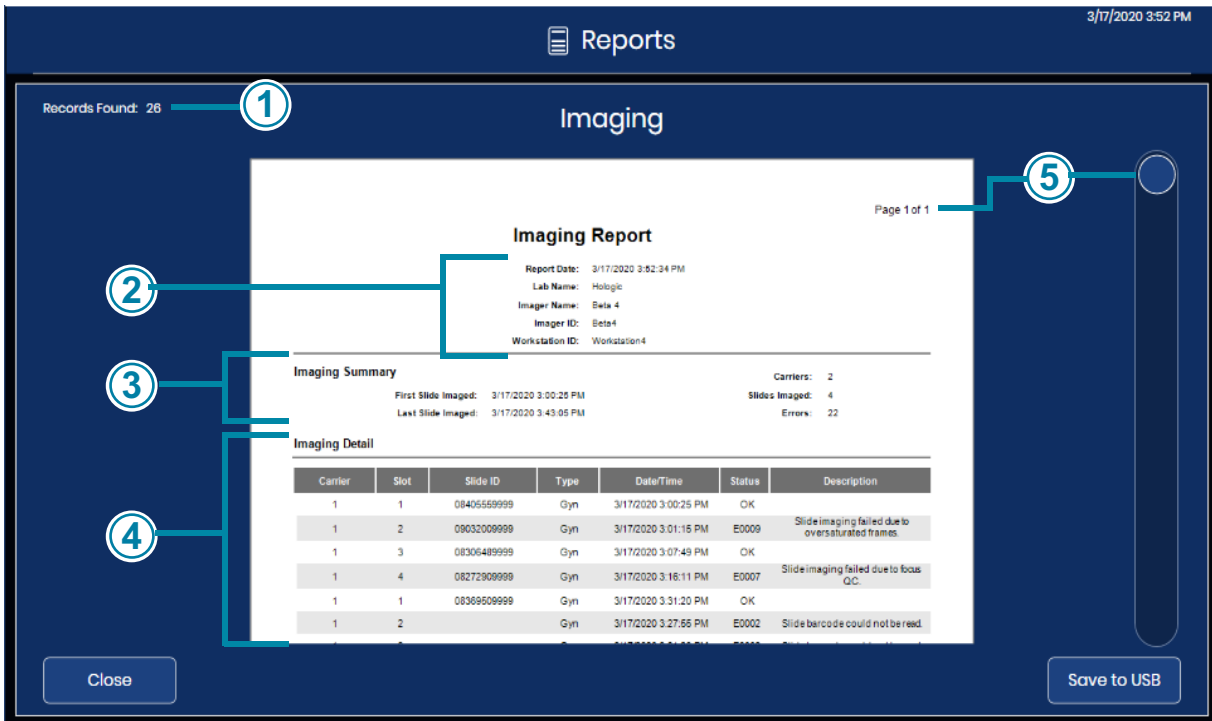 3/17/2020 3:52 PM
Reports
Records Found: 26
1
Imaging
5
Page 1 of 1
Imaging Report
2
Report Date: 3/17/2020 3:52:34 PM
Lab Name: Hologic
Imager Name: Beta 4
Imager ID: Beta4
Workstation ID: Workstation4
3
Imaging Summary
Carriers: 2
First Slide Imaged: 3/17/2020 3:00:25 PM
Slides Imaged: 4
Last Slide Imaged: 3/17/2020 3:43:05 PM
Errors: 22
Imaging Detail
4
Carrier Slot Slide ID Type Date/Time Status Description
1 1 08405559999 Gyn 3/17/2020 3:00:25 PM OK
1 2 09032009999 Gyn 3/17/2020 3:01:15 PM E0009 Slide imaging failed due to
oversaturated frames.
1 3 08306489999 Gyn 3/17/2020 3:07:49 PM OK
1 4 08272909999 Gyn 3/17/2020 3:16:11 PM E0007 Slide imaging failed due to focus
QC.
1 1 08369509999 Gyn 3/17/2020 3:31:20 PM OK
1 2 Gyn 3/17/2020 3:27:55 PM E0002 Slide barcode could not be read.
Close
Save to USB